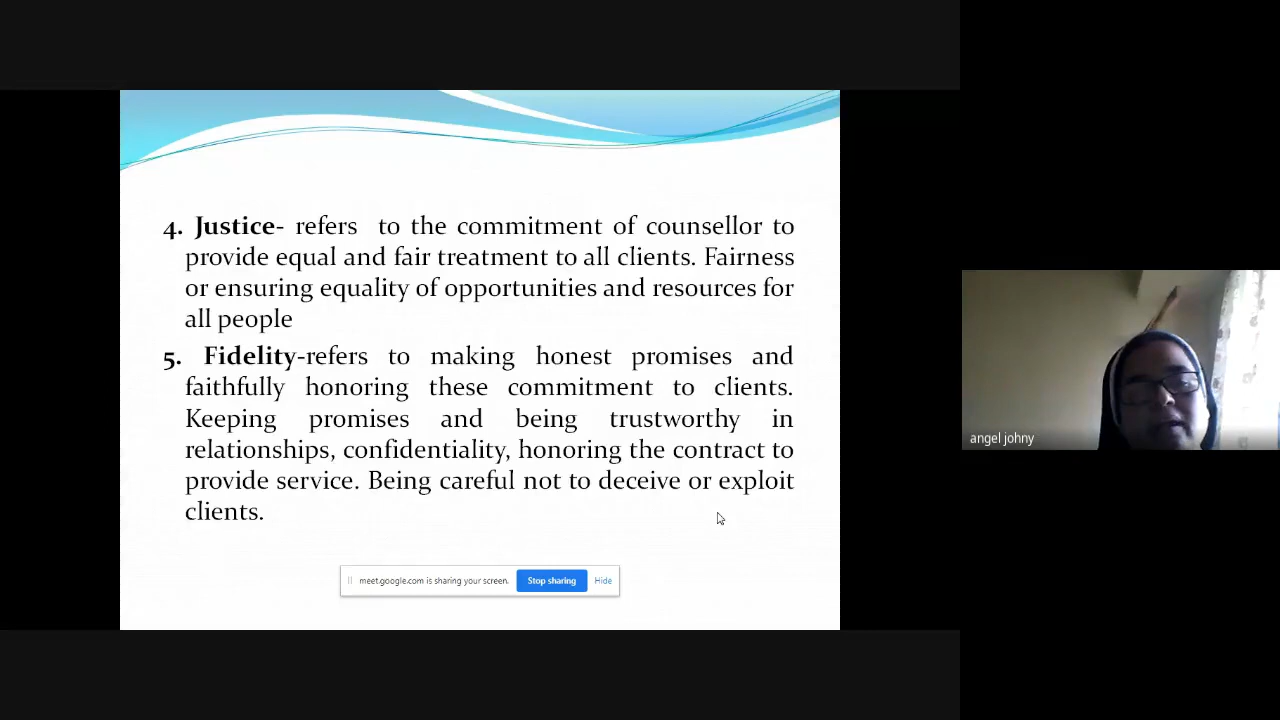 4. Justice- refers to the commitment of counsellor to
provide equal and fair treatment to all clients. Fairness
or ensuring equality of opportunities and resources for
all people
5. Fidelity-refers to making honest promises and
faithfully honoring these commitment to clients.
Keeping promises and being trustworthy in
relationships, confidentiality, honoring the contract to
provide service. Being careful not to deceive or exploit
clients.
meet.google.com is sharing your screen. Stop sharing Hide
angel johny